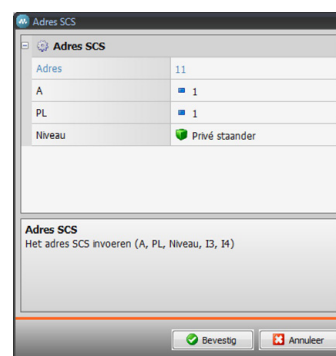 Adres SCS
Adres SCS
Adres 11
A 1
PL 1
Niveau Privé staander
Adres SCS
Het adres SCS invoeren (A, PL, Niveau, I3, I4)
Bevestig Annuleer